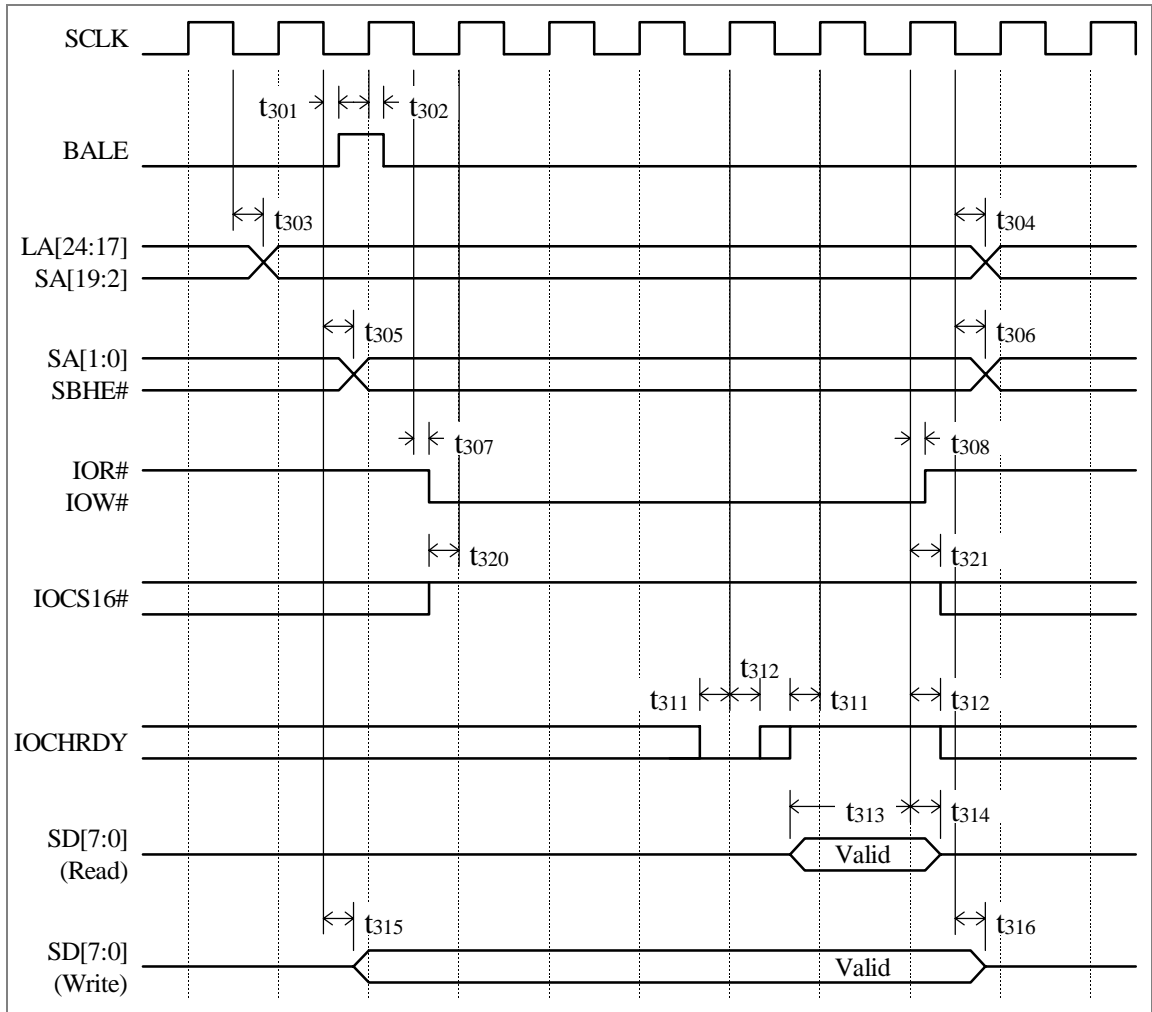 SCLK
t301 t302
BALE
t303 t304
LA[24:17]
SA[19:2]
t305 t306
SA[1:0]
SBHE#
t307 t308
IOR#
IOW#
t320 t321
IOCS16#
t312
t311 t311 t312
IOCHRDY
t313 t314
SD[7:0]
Valid
(Read)
t315 t316
SD[7:0]
Valid
(Write)